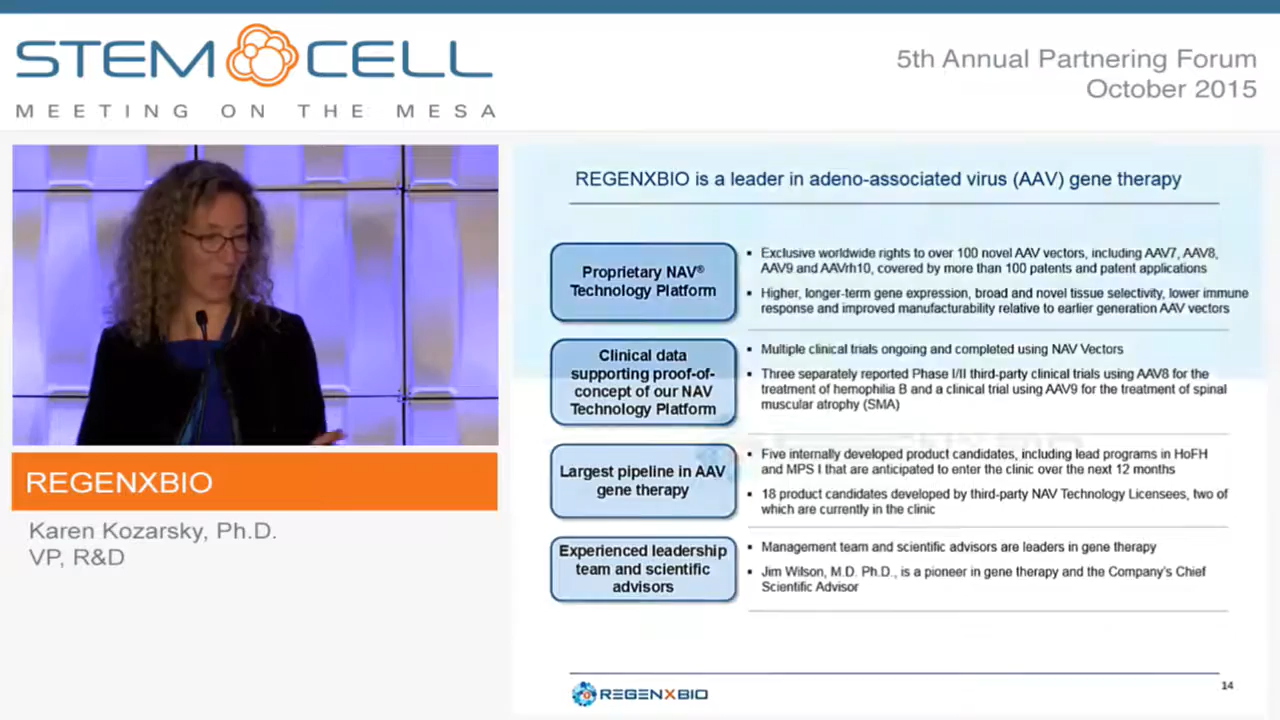 STEM CELL
MEETING ON THE MESA
5th Annual Partnering Forum
October 2015
REGENXBIO
Karen Kozarsky, Ph.D.
VP, R&D
REGENXBIO is a leader in adeno-associated virus (AAV) gene therapy
Proprietary NAV®
Technology Platform
▪ Exclusive worldwide rights to over 100 novel AAV vectors, including AAV7, AAV8,
AAV9 and AAVrh10, covered by more than 100 patents and patent applications
▪ Higher, longer-term gene expression, broad and novel tissue selectivity, lower immune
response and improved manufacturability relative to earlier generation AAV vectors
Clinical data
supporting proof-of-
concept of our NAV
Technology Platform
▪ Multiple clinical trials ongoing and completed using NAV Vectors
▪ Three separately reported Phase I/II third-party clinical trials using AAV8 for the
treatment of hemophilia B and a clinical trial using AAV9 for the treatment of spinal
muscular atrophy (SMA)
Largest pipeline in AAV
gene therapy
▪ Five internally developed product candidates, including lead programs in HoFH
and MPS I that are anticipated to enter the clinic over the next 12 months
▪ 18 product candidates developed by third-party NAV Technology Licensees, two of
which are currently in the clinic
Experienced leadership
team and scientific
advisors
▪ Management team and scientific advisors are leaders in gene therapy
▪ Jim Wilson, M.D. Ph.D., is a pioneer in gene therapy and the Company's Chief
Scientific Advisor
REGENXBIO
14